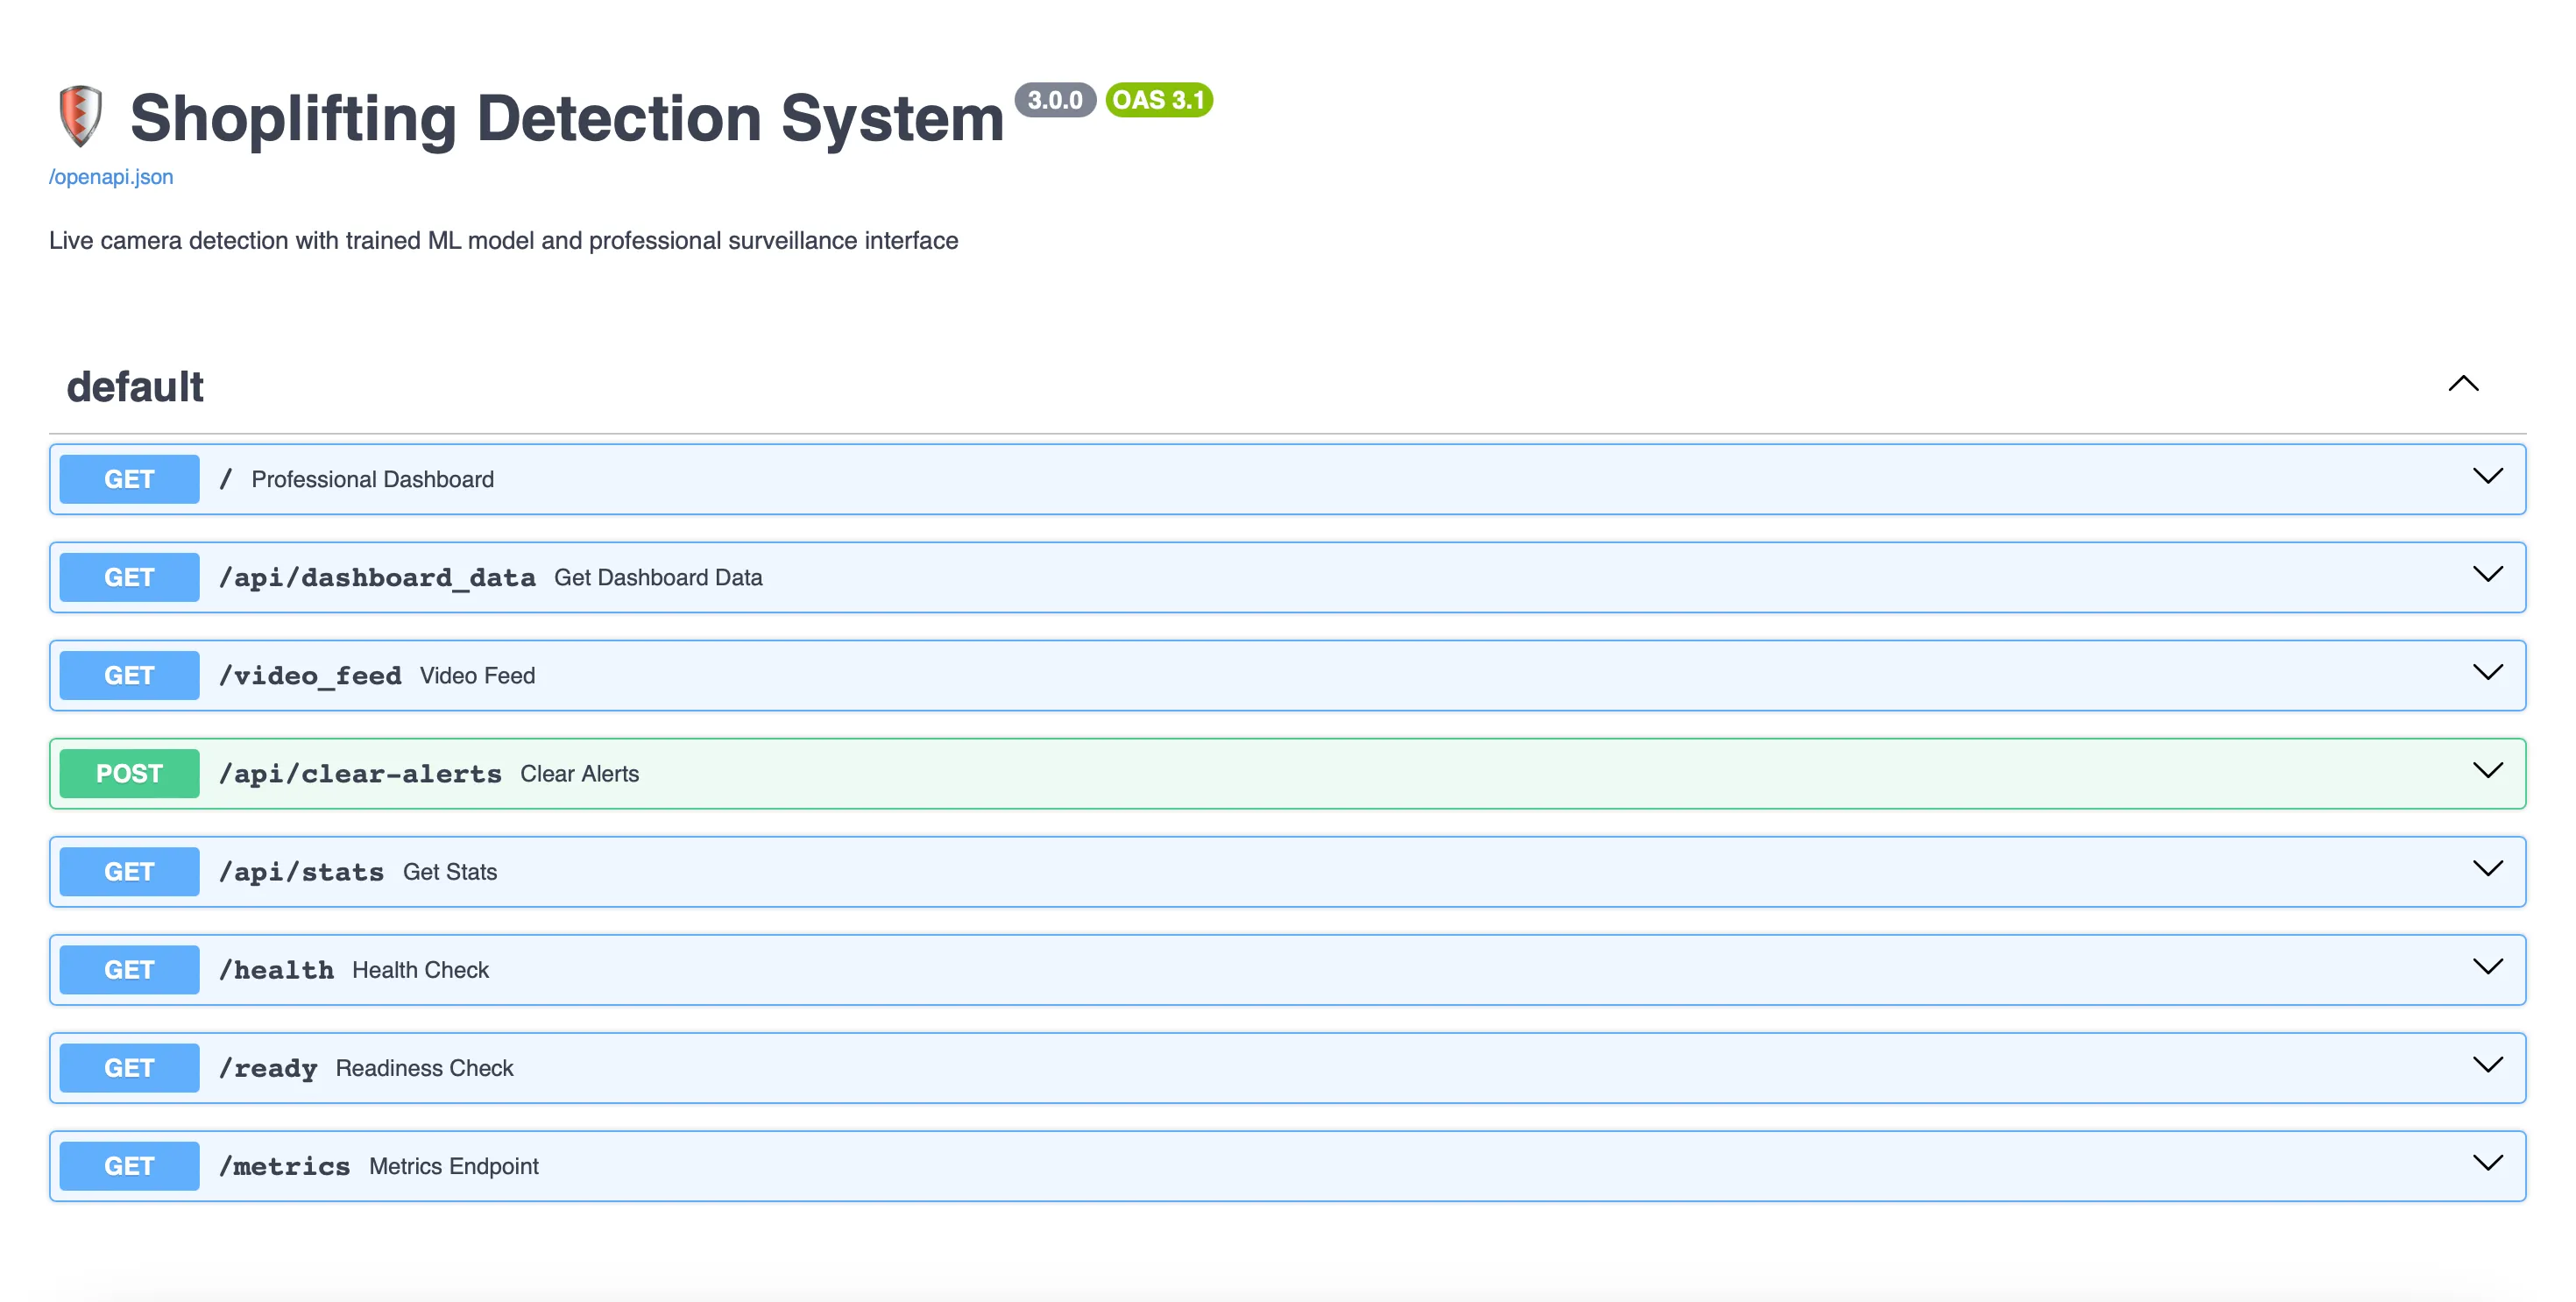 Shoplifting Detection System 3.0.0 OAS 3.1
/openapi.json
Live camera detection with trained ML model and professional surveillance interface
default
GET / Professional Dashboard
GET /api/dashboard_data Get Dashboard Data
GET /video_feed Video Feed
POST /api/clear-alerts Clear Alerts
GET /api/stats Get Stats
GET /health Health Check
GET /ready Readiness Check
GET /metrics Metrics Endpoint